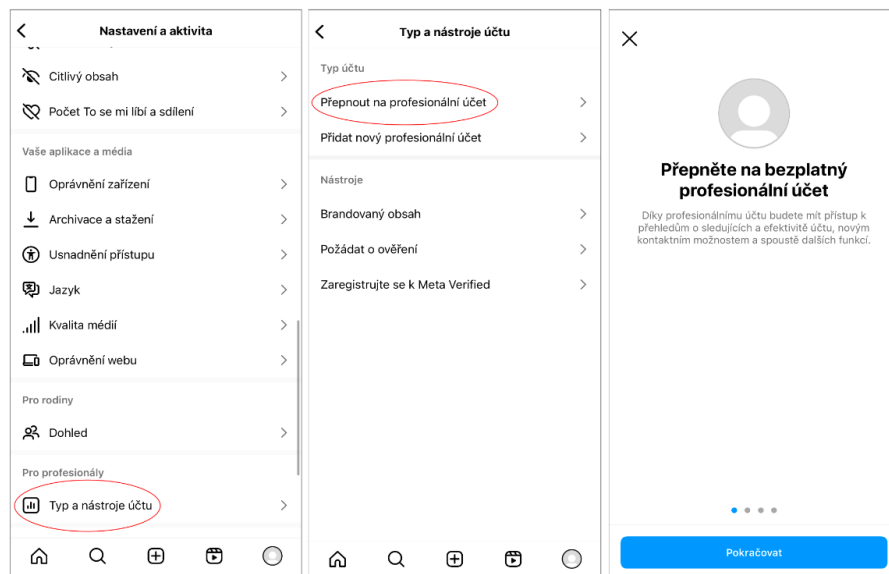 Nastavení a aktivita
Citlivý obsah
Počet To se mi líbí a sdílení
Vaše aplikace a média
Oprávnění zařízení
Archivace a stažení
Usnadnění přístupu
Jazyk
Kvalita médií
Oprávnění webu
Pro rodiny
Dohled
Pro profesionály
Typ a nástroje účtu
Typ a nástroje účtu
Typ účtu
Přepnout na profesionální účet
Přidat nový profesionální účet
Nástroje
Brandovaný obsah
Požádat o ověření
Zaregistrujte se k Meta Verified
Přepněte na bezplatný
profesionální účet
Díky profesionálnímu účtu budete mít přístup k
přehledům o sledujících a efektivitě účtu, novým
kontaktním možnostem a spoustě dalších funkcí.
Pokračovat